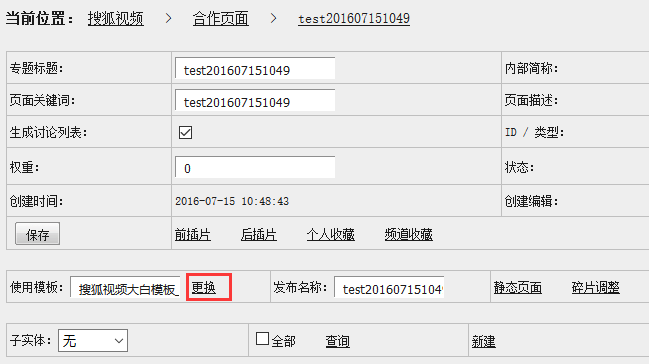 当前位置: 搜狐视频 > 合作页面 > test201607151049
专题标题: test201607151049 内部简称:
页面关键词: test201607151049 页面描述:
生成讨论列表: ID / 类型:
权重: 0 状态:
创建时间: 2016-07-15 10:48:43 创建编辑:
保存 前插片 后插片 个人收藏 频道收藏
使用模板: 搜狐视频大白模板_ 更换 发布名称: test20160715104 静态页面 碎片调整
子实体: 无 全部 查询 新建